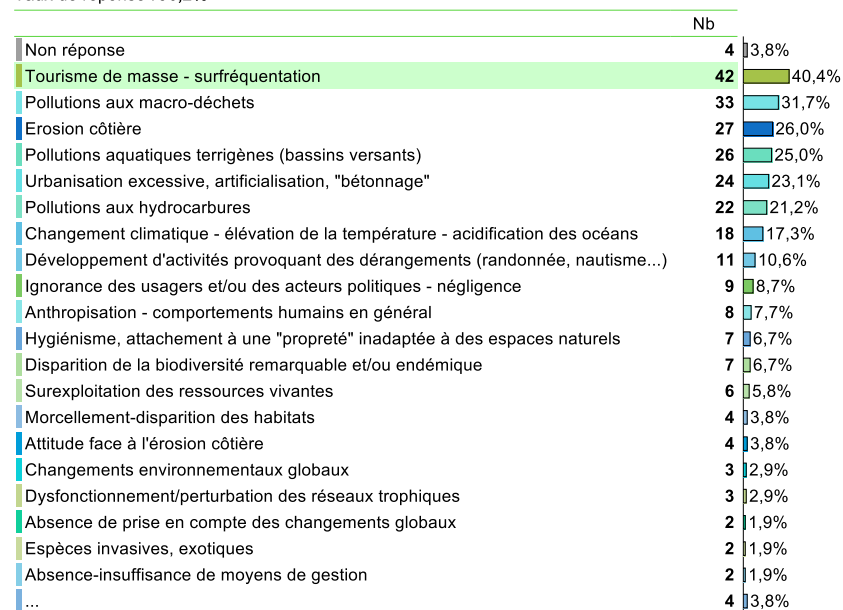 Nb
Non réponse 4 3,8%
Tourisme de masse - surfréquentation 42 40,4%
Pollutions aux macro-déchets 33 31,7%
Erosion côtière 27 26,0%
Pollutions aquatiques terrigènes (bassins versants) 26 25,0%
Urbanisation excessive, artificialisation, "bétonnage" 24 23,1%
Pollutions aux hydrocarbures 22 21,2%
Changement climatique - élévation de la température - acidification des océans 18 17,3%
Développement d'activités provoquant des dérangements (randonnée, nautisme...) 11 10,6%
Ignorance des usagers et/ou des acteurs politiques - négligence 9 8,7%
Anthropisation - comportements humains en général 8 7,7%
Hygiénisme, attachement à une "propreté" inadaptée à des espaces naturels 7 6,7%
Disparition de la biodiversité remarquable et/ou endémique 7 6,7%
Surexploitation des ressources vivantes 6 5,8%
Morcellement-disparition des habitats 4 3,8%
Attitude face à l'érosion côtière 4 3,8%
Changements environnementaux globaux 3 2,9%
Dysfonctionnement/perturbation des réseaux trophiques 3 2,9%
Absence de prise en compte des changements globaux 2 1,9%
Espèces invasives, exotiques 2 1,9%
Absence-insuffisance de moyens de gestion 2 1,9%
... 4 3,8%